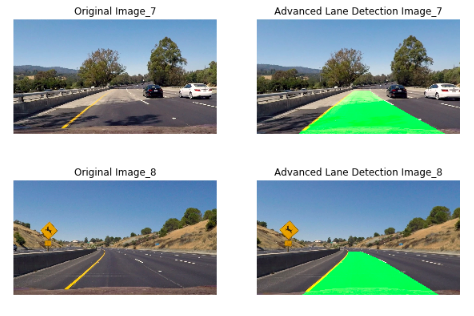 Original Image_7
Advanced Lane Detection Image_7
Original Image_8
Advanced Lane Detection Image_8